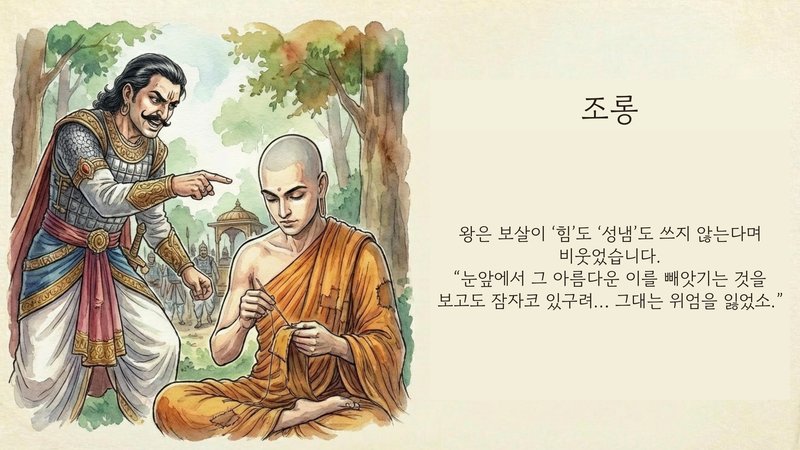 조롱
왕은 보살이 ‘힘’도 ‘성냄’도 쓰지 않는다며
비웃었습니다.
“눈앞에서 그 아름다운 이를 빼앗기는 것을
보고도 잠자코 있구려... 그대는 위엄을 잃었소.”